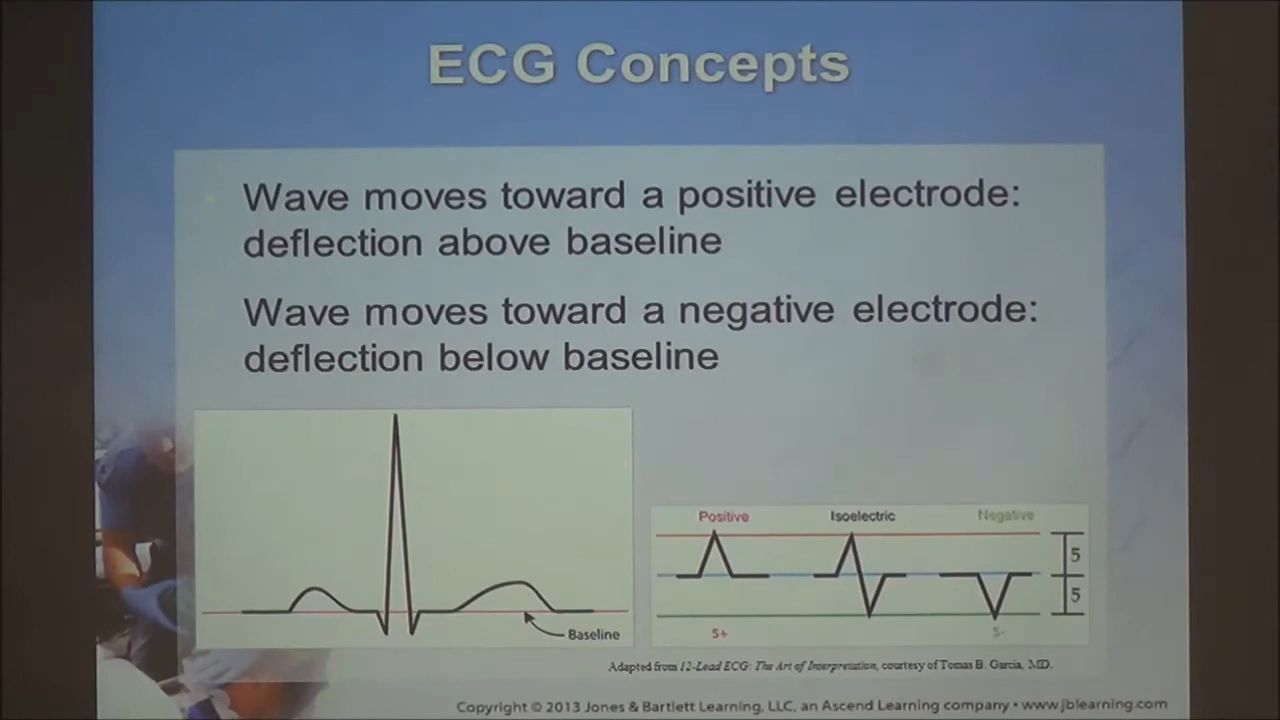 ECG Concepts
Wave moves toward a positive electrode:
deflection above baseline
Wave moves toward a negative electrode:
deflection below baseline
Baseline
Positive Isoelectric Negative
5
5
5+ 5-
Adapted from 12-Lead ECG: The Art of Interpretation, courtesy of Tomas B. Garcia, MD.
Copyright © 2013 Jones & Bartlett Learning, LLC, an Ascend Learning company • www.jblearning.com